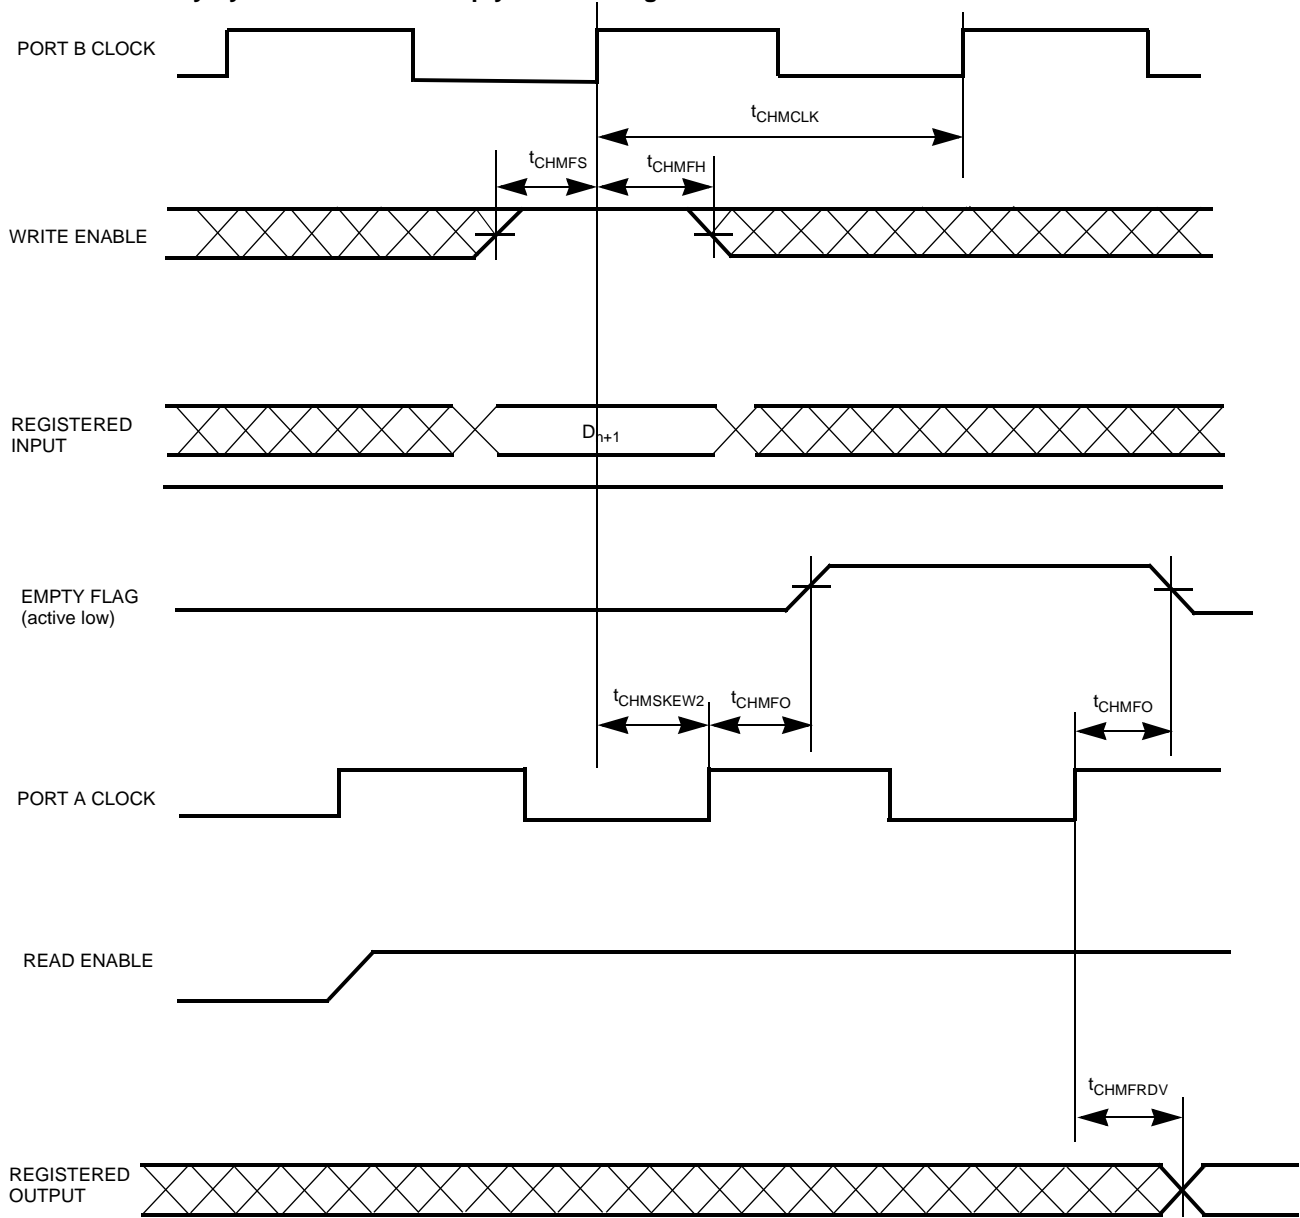 PORT B CLOCK
tCHMCLK
tCHMFS
tCHMFH
WRITE ENABLE
REGISTERED
INPUT
Dn+1
EMPTY FLAG
(active low)
tCHMSKEW2
tCHMFO
tCHMFO
PORT A CLOCK
READ ENABLE
tCHMFRDV
REGISTERED
OUTPUT